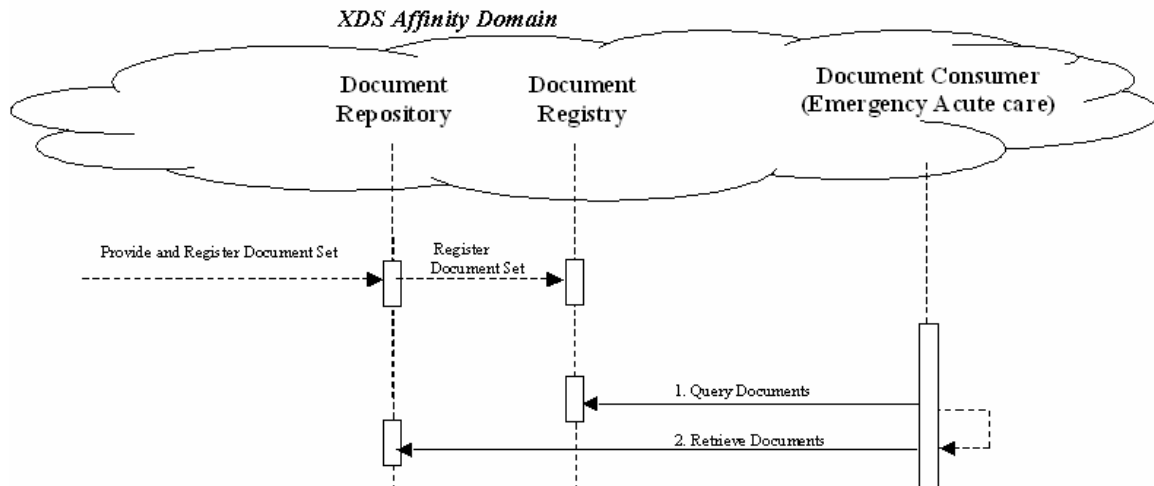 XDS Affinity Domain
Document
Repository
Document
Registry
Document Consumer
(Emergency Acute care)
Provide and Register Document Set
Register
Document Set
1. Query Documents
2. Retrieve Documents